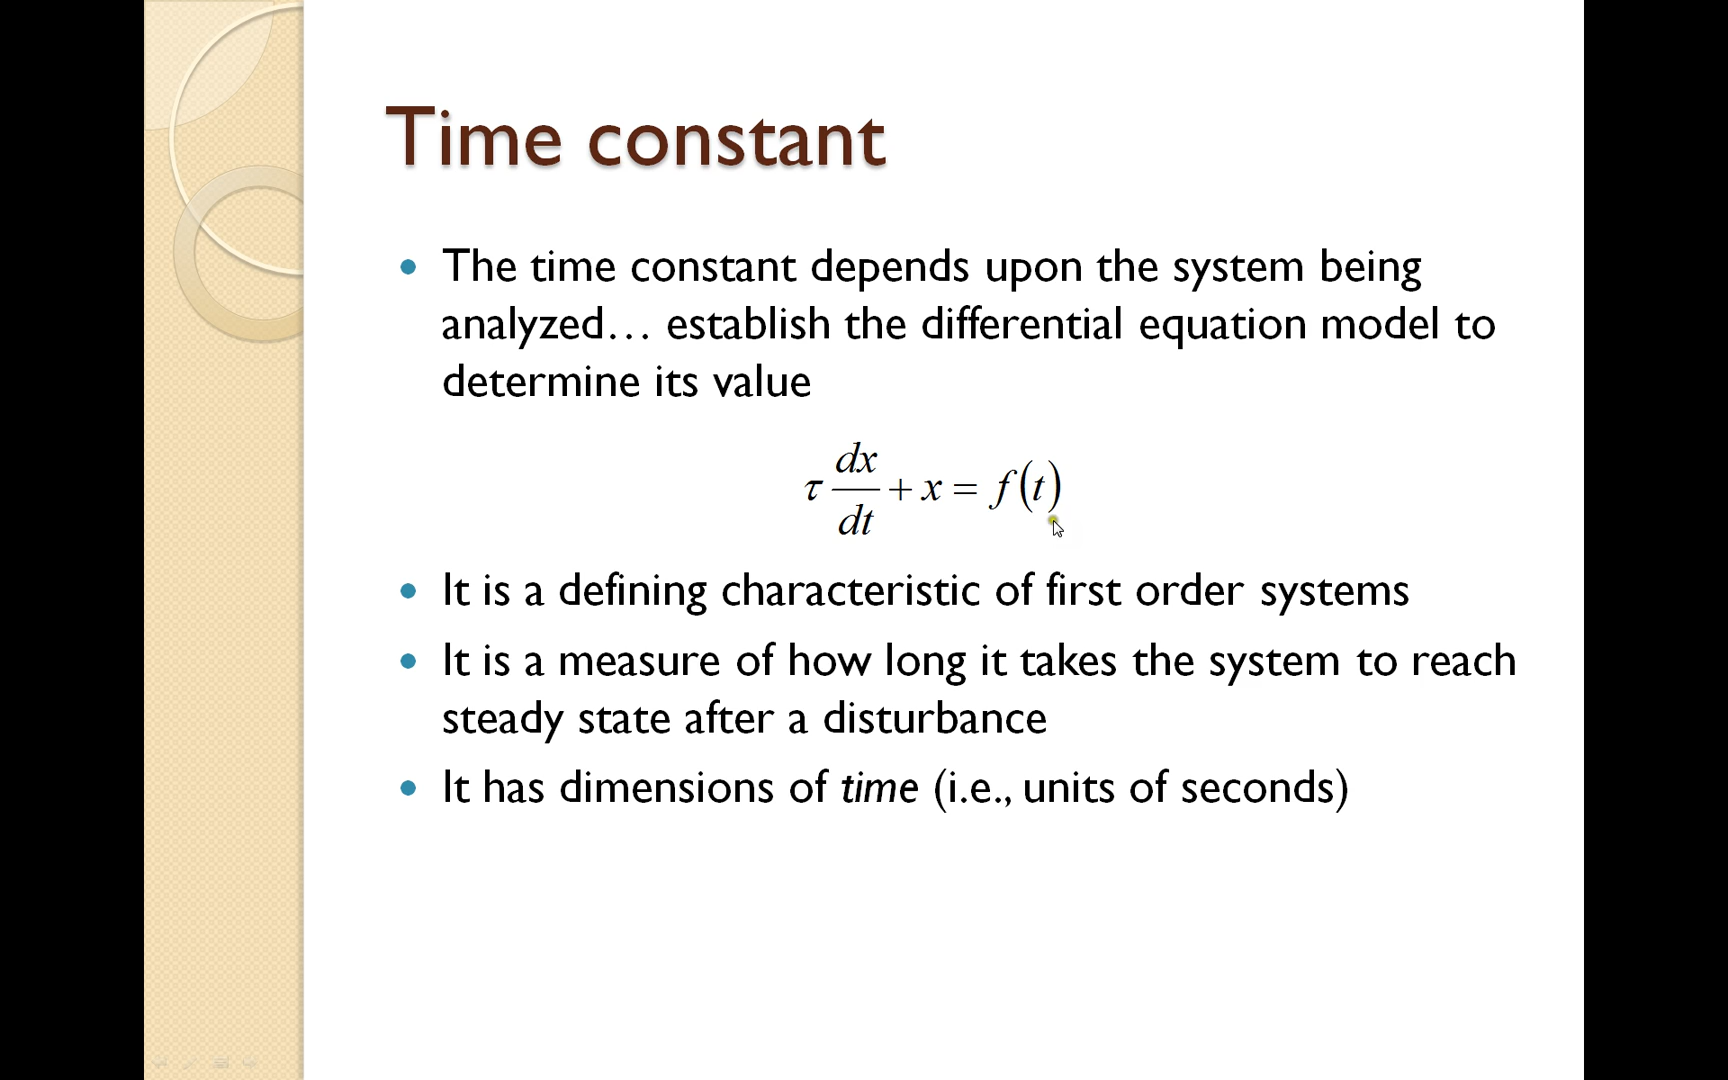 Time constant
• The time constant depends upon the system being
analyzed… establish the differential equation model to
determine its value
τ dx/dt + x = f(t)
• It is a defining characteristic of first order systems
• It is a measure of how long it takes the system to reach
steady state after a disturbance
• It has dimensions of time (i.e., units of seconds)